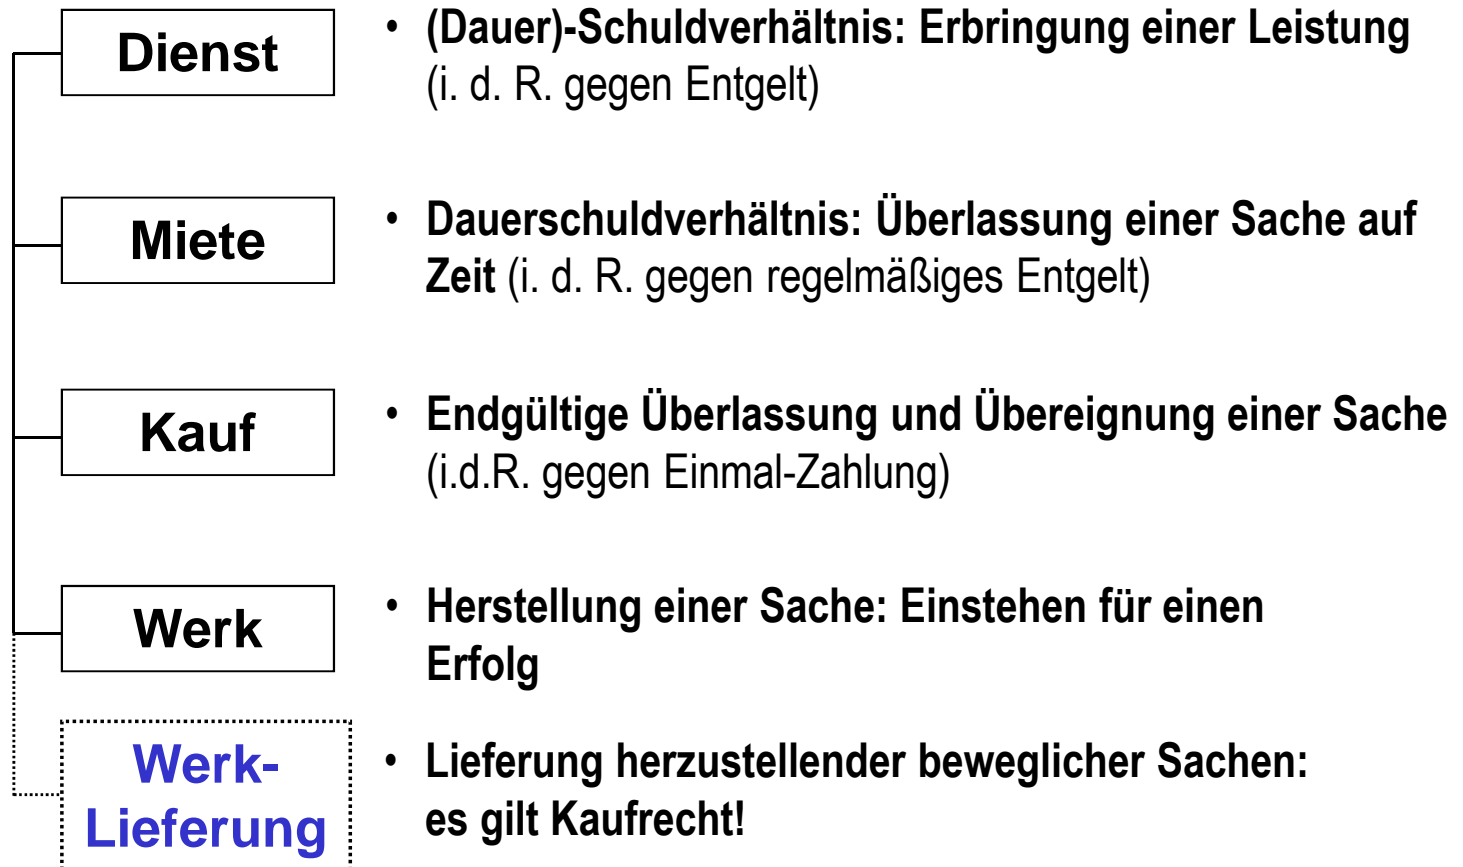 Dienst
• (Dauer)-Schuldverhältnis: Erbringung einer Leistung
(i. d. R. gegen Entgelt)
Miete
• Dauerschuldverhältnis: Überlassung einer Sache auf
Zeit (i. d. R. gegen regelmäßiges Entgelt)
Kauf
• Endgültige Überlassung und Übereignung einer Sache
(i.d.R. gegen Einmal-Zahlung)
Werk
• Herstellung einer Sache: Einstehen für einen
Erfolg
Werk-
Lieferung
• Lieferung herzustellender beweglicher Sachen:
es gilt Kaufrecht!